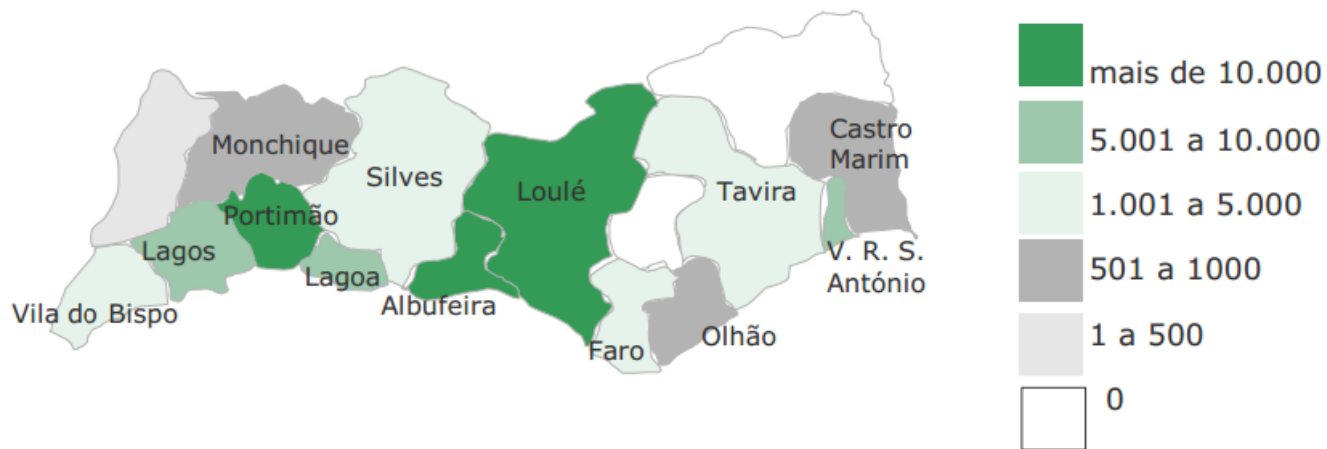 Monchique
Silves
Loulé
Castro
Marim
Tavira
Portimão
Lagos
Lagoa
V. R. S.
António
Vila do Bispo
Albufeira
Faro
Olhão
mais de 10.000
5.001 a 10.000
1.001 a 5.000
501 a 1000
1 a 500
0